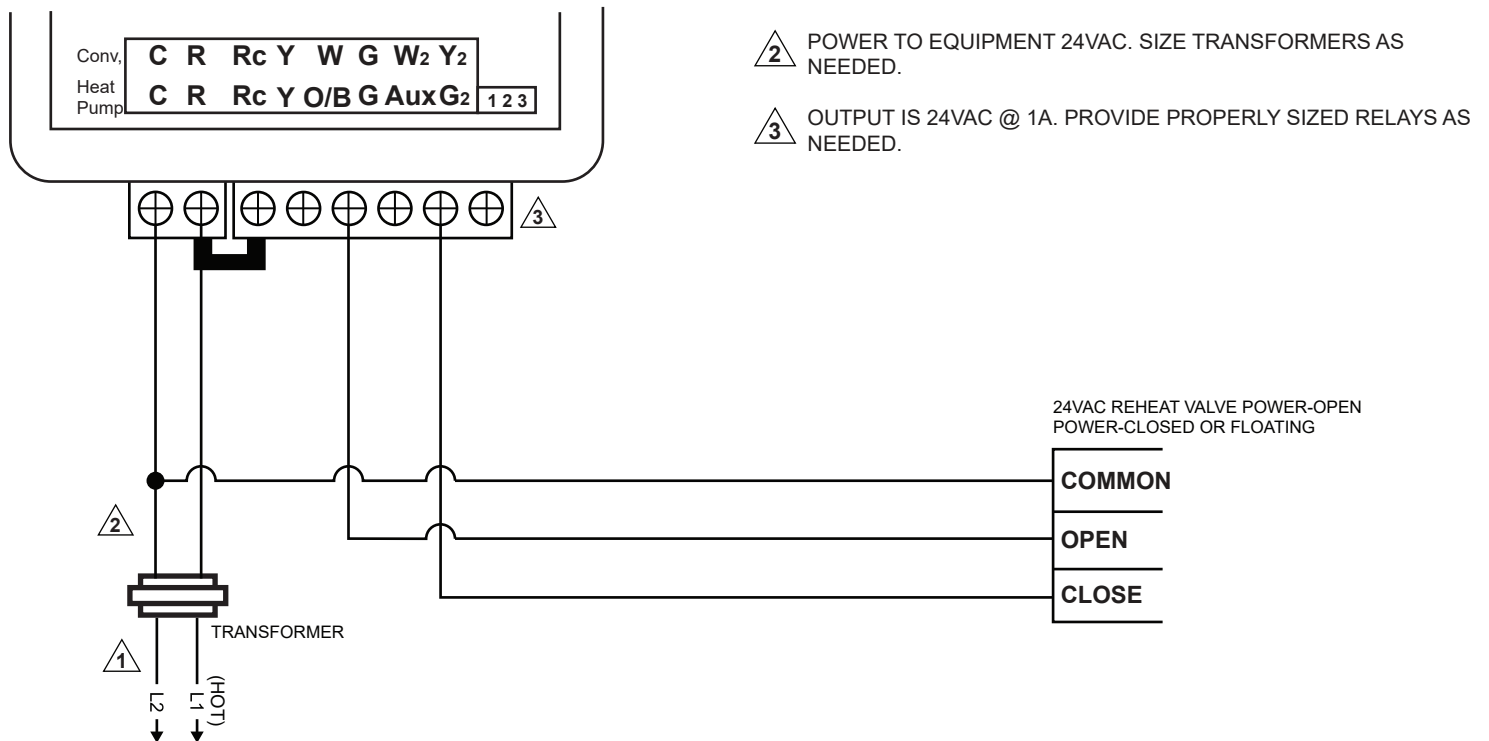 Conv, C R Rc Y W G W2 Y2
Heat
Pump C R Rc Y O/B G Aux G2 1 2 3
2 POWER TO EQUIPMENT 24VAC. SIZE TRANSFORMERS AS
NEEDED.
3 OUTPUT IS 24VAC @ 1A. PROVIDE PROPERLY SIZED RELAYS AS
NEEDED.
3
24VAC REHEAT VALVE POWER-OPEN
POWER-CLOSED OR FLOATING
COMMON
OPEN
CLOSE
2
TRANSFORMER
1
L2
L1
(HOT)